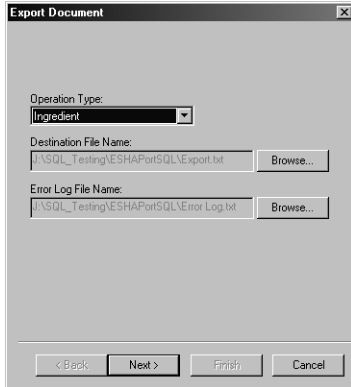 Export Document
Operation Type:
Ingredient
Destination File Name:
J:\SQL_Testing\ESHAPortSQL\Export.txt
Browse...
Error Log File Name:
J:\SQL_Testing\ESHAPortSQL\Error Log.txt
Browse...
< Back Next > Finish Cancel